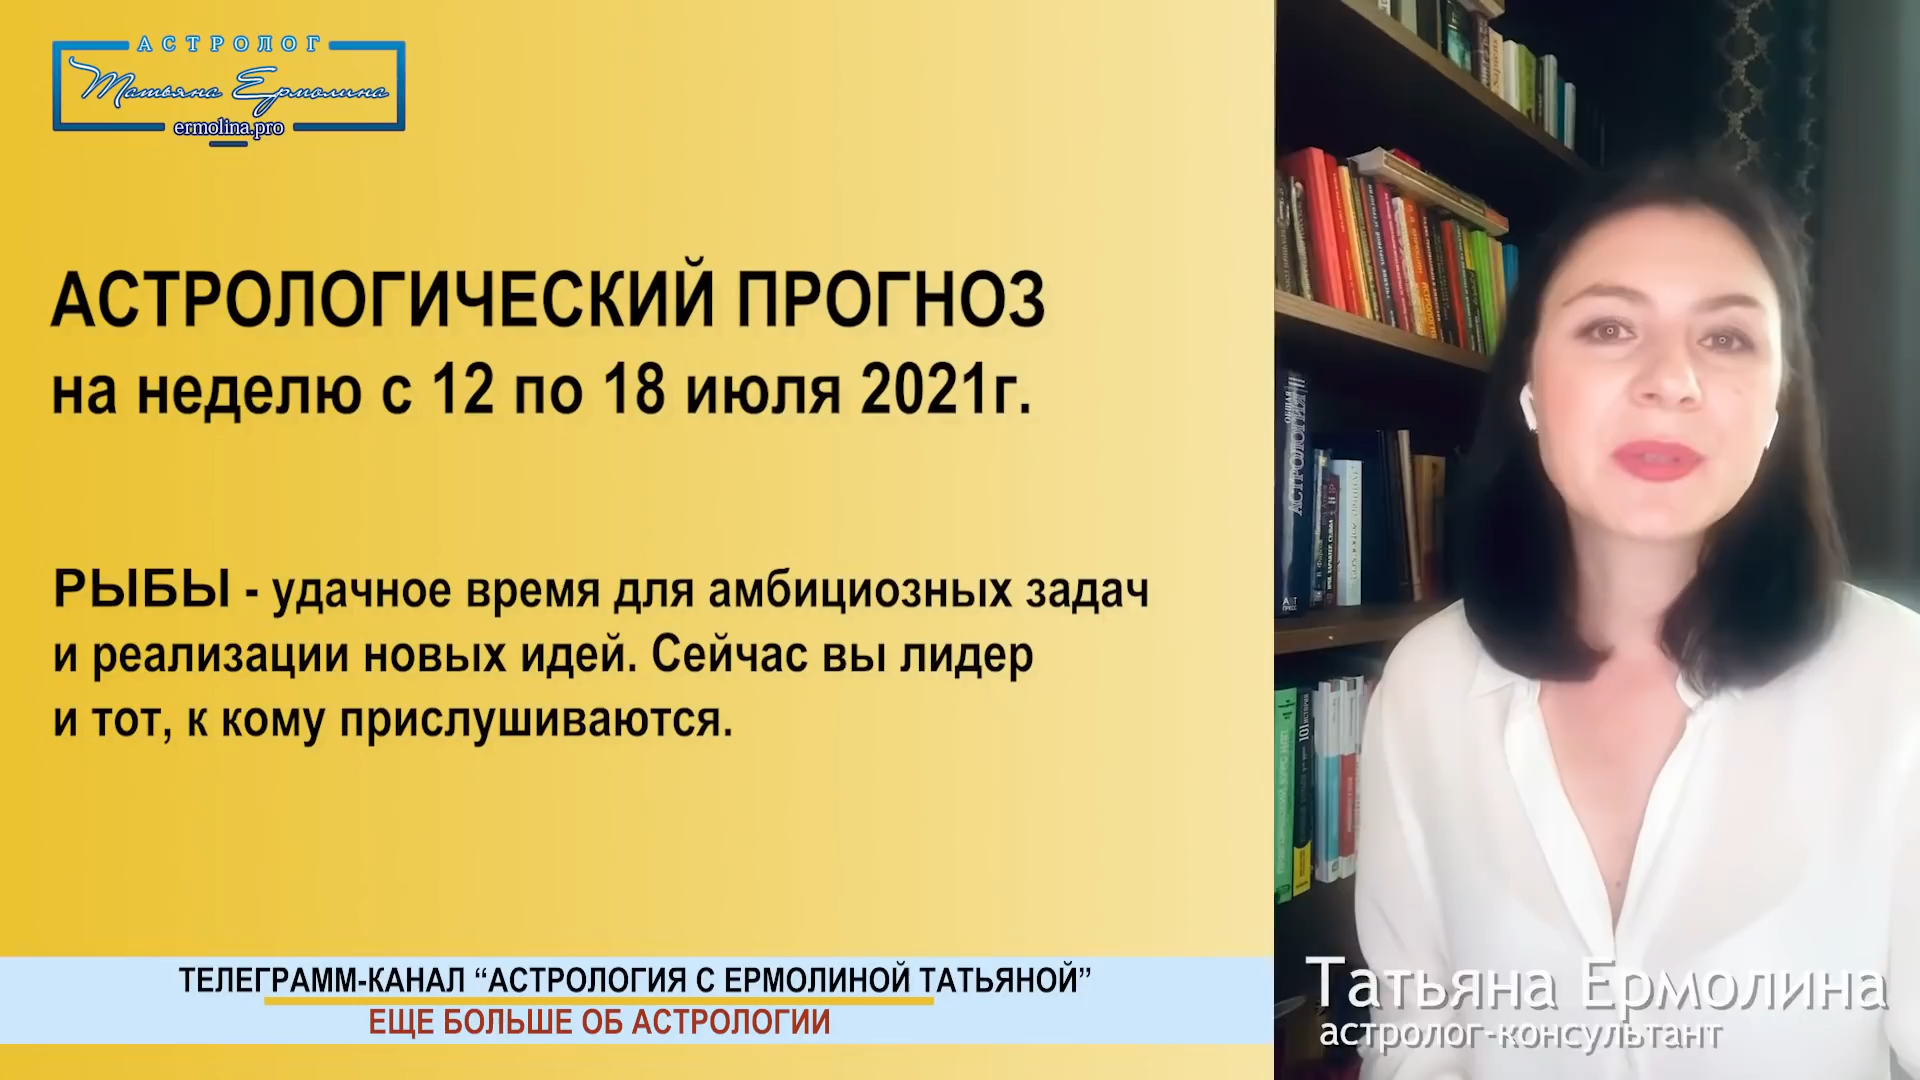 АСТРОЛОГ
Татьяна Ермолина
ermolina.pro
АСТРОЛОГИЧЕСКИЙ ПРОГНОЗ
на неделю с 12 по 18 июля 2021г.
РЫБЫ - удачное время для амбициозных задач
и реализации новых идей. Сейчас вы лидер
и тот, к кому прислушиваются.
ТЕЛЕГРАММ-КАНАЛ “АСТРОЛОГИЯ С ЕРМОЛИНОЙ ТАТЬЯНОЙ”
ЕЩЕ БОЛЬШЕ ОБ АСТРОЛОГИИ
ОБЩАЯ
АСТРОЛОГИЯ
Татьяна Ермолина
астролог-консультант